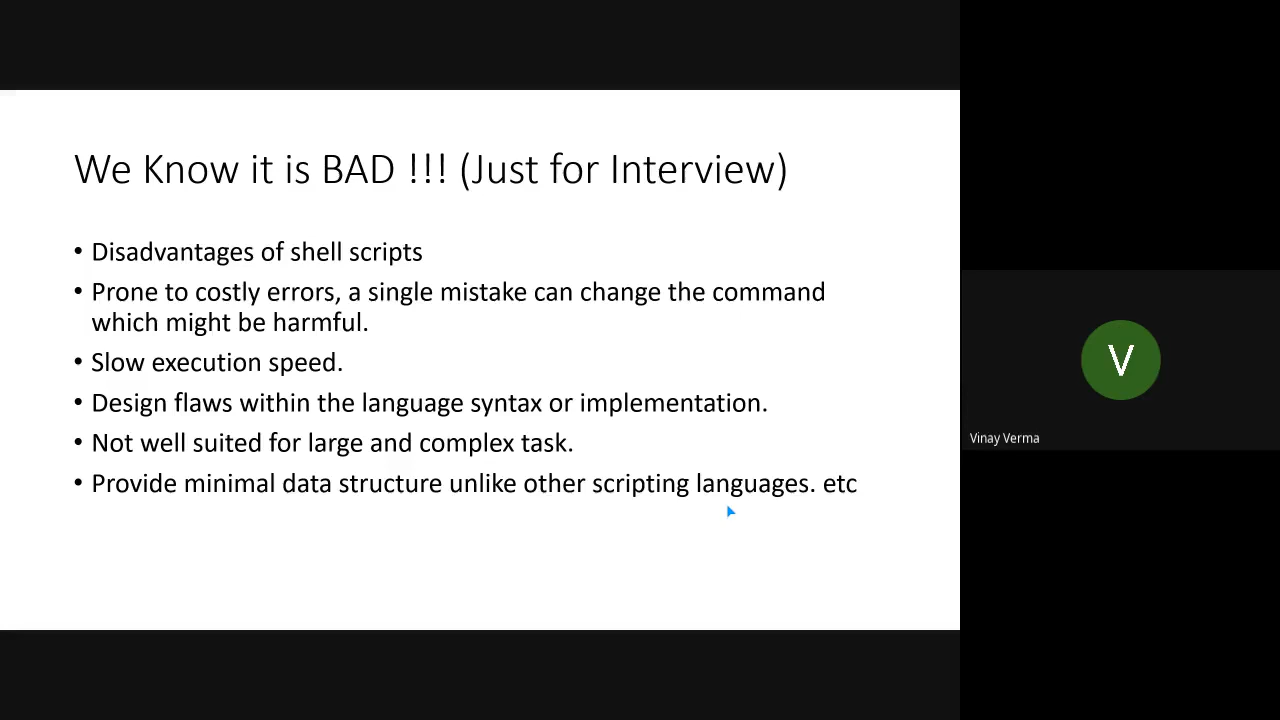 We Know it is BAD !!! (Just for Interview)
• Disadvantages of shell scripts
• Prone to costly errors, a single mistake can change the command
which might be harmful.
• Slow execution speed.
• Design flaws within the language syntax or implementation.
• Not well suited for large and complex task.
• Provide minimal data structure unlike other scripting languages. etc
V
Vinay Verma